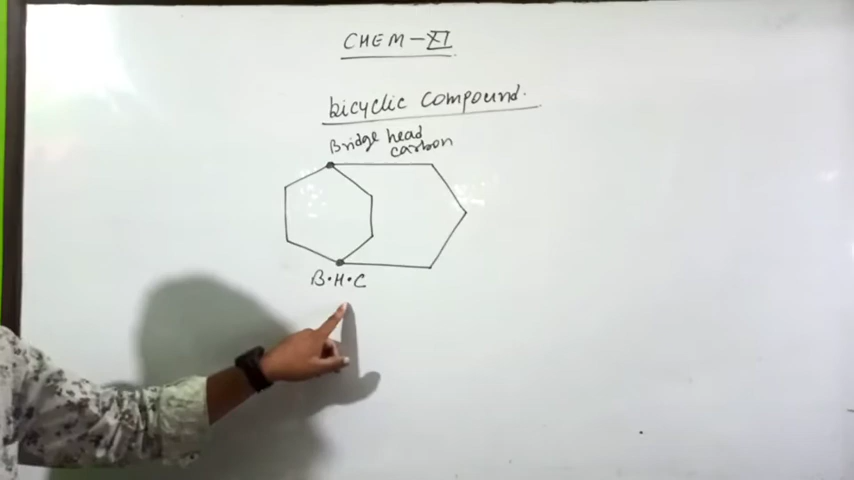 CHEM-XI
bicyclic compound.
Bridge head
carbon
B.H.C